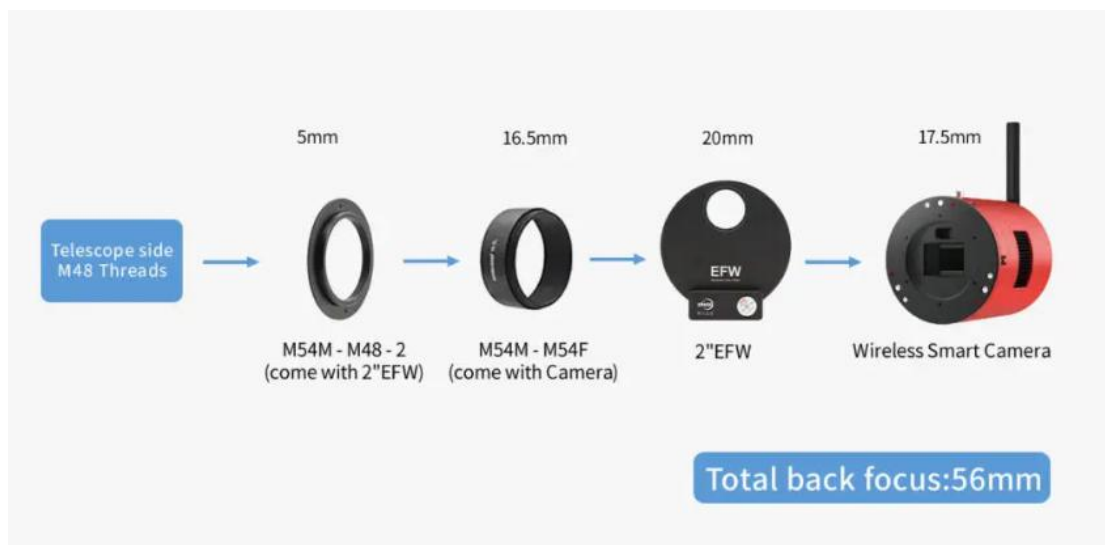 5mm
16.5mm
20mm
17.5mm
Telescope side
M48 Threads
EFW
M54M - M48 - 2
(come with 2"EFW)
M54M - M54F
(come with Camera)
2"EFW
Wireless Smart Camera
Total back focus:56mm